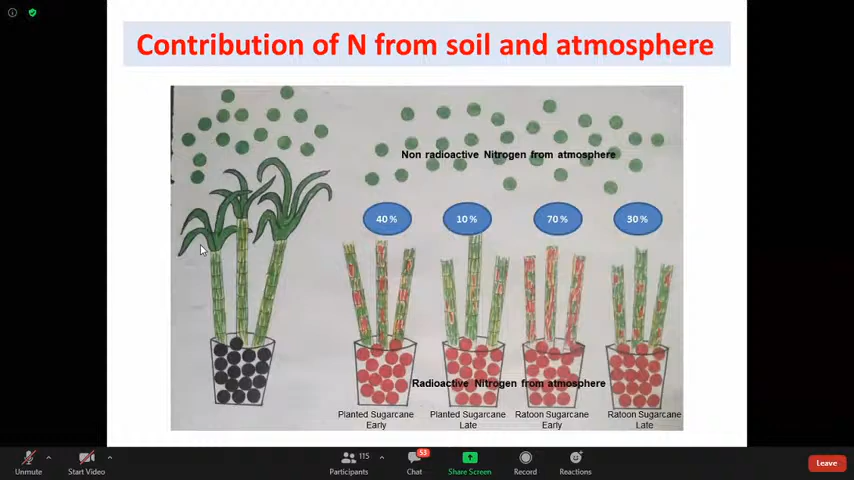 Contribution of N from soil and atmosphere
Non radioactive Nitrogen from atmosphere
40%
10%
70%
30%
Radioactive Nitrogen from atmosphere
Planted Sugarcane
Early
Planted Sugarcane
Late
Ratoon Sugarcane
Early
Ratoon Sugarcane
Late
Unmute
Start Video
115
Participants
53
Chat
Share Screen
Record
Reactions
Leave